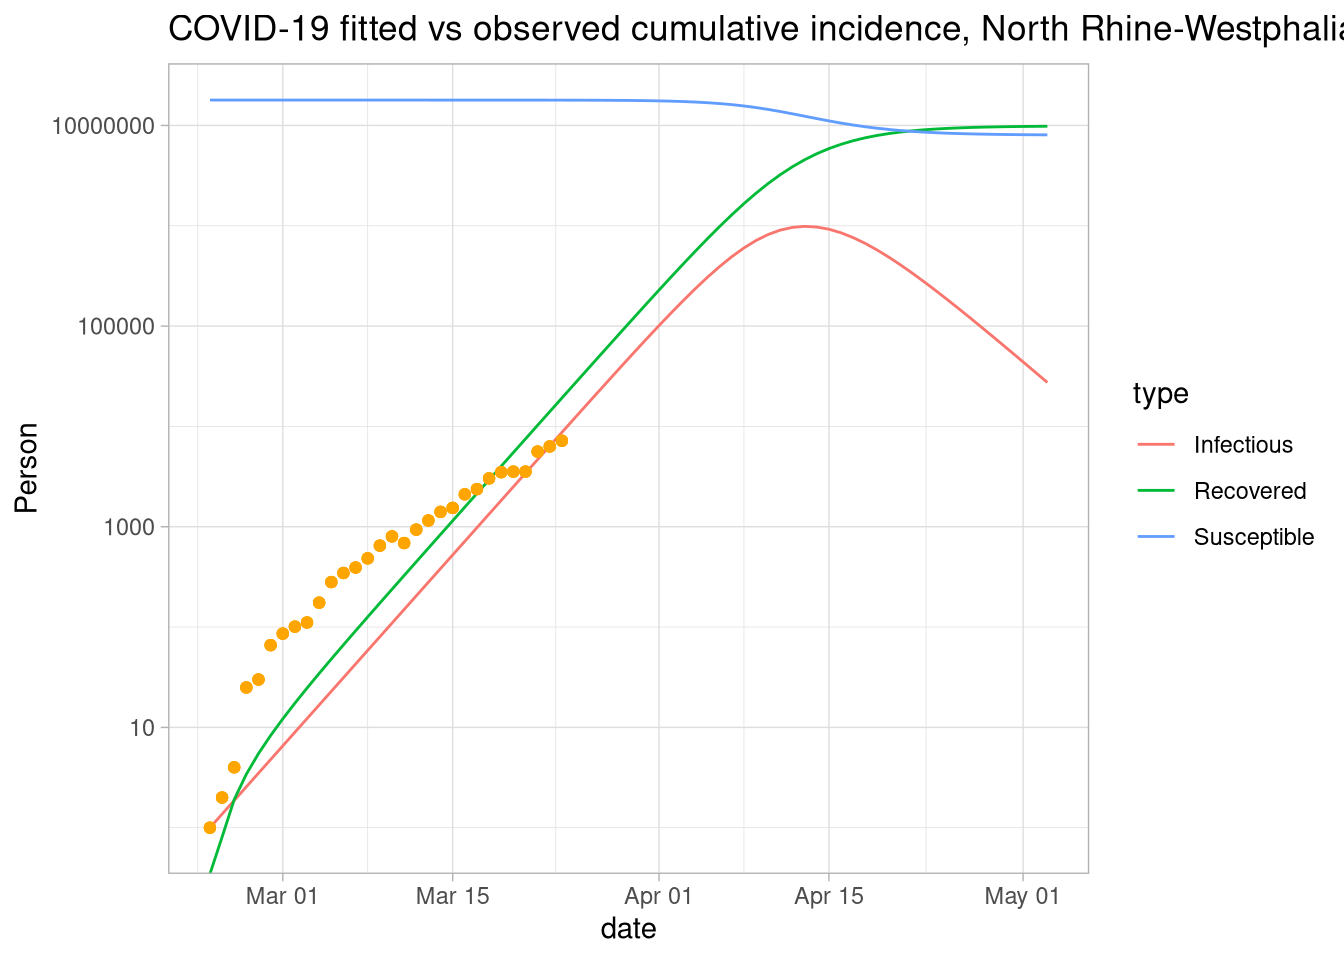 COVID-19 fitted vs observed cumulative incidence, North Rhine-Westphalia
10000000
100000
1000
10
Person
Mar 01
Mar 15
Apr 01
Apr 15
May 01
date
type
Infectious
Recovered
Susceptible